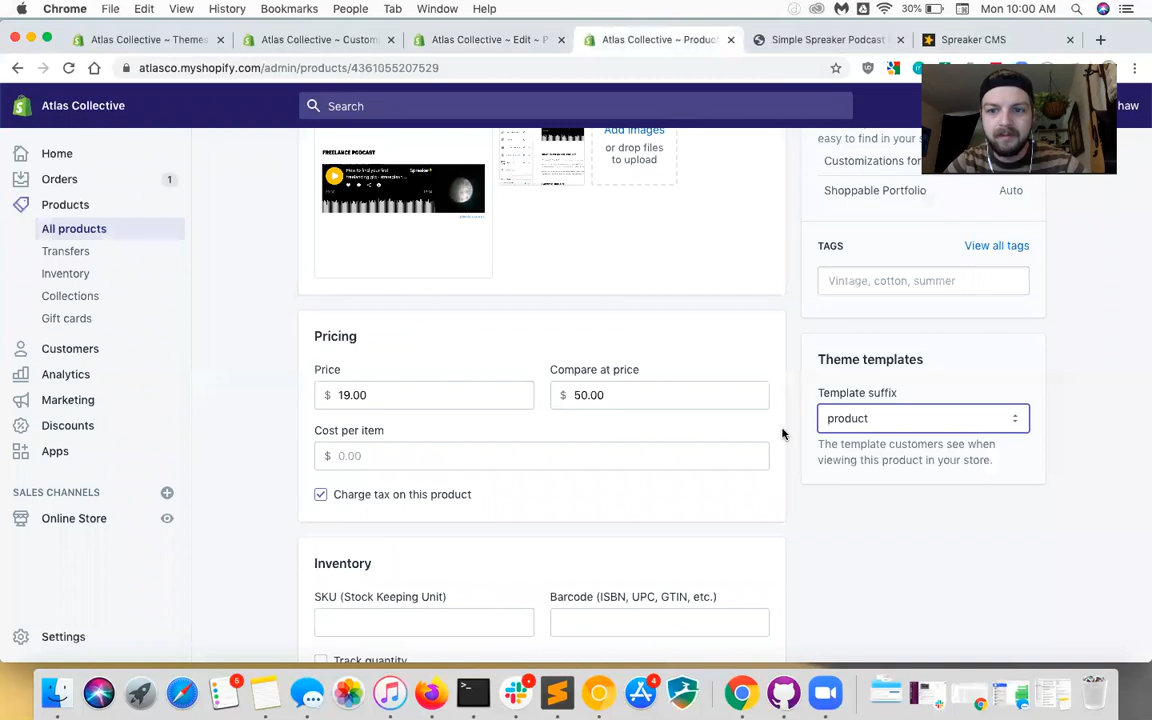 Chrome File Edit View History Bookmarks People Tab Window Help
30% Mon 10:00 AM
Atlas Collective ~ Themes
Atlas Collective ~ Custom
Atlas Collective ~ Edit ~ P
Atlas Collective ~ Produc
Simple Spreaker Podcast
Spreaker CMS
atlasco.myshopify.com/admin/products/4361055207529
Atlas Collective
Search
haw
Home
Orders 1
Products
All products
Transfers
Inventory
Collections
Gift cards
Customers
Analytics
Marketing
Discounts
Apps
SALES CHANNELS
Online Store
Settings
FREELANCE PODCAST
Spreaker
Add images
or drop files
to upload
easy to find in your s
Customizations for
Shoppable Portfolio Auto
TAGS View all tags
Vintage, cotton, summer
Pricing
Price Compare at price
$ 19.00 $ 50.00
Cost per item
$ 0.00
Charge tax on this product
Theme templates
Template suffix
product
The template customers see when
viewing this product in your store.
Inventory
SKU (Stock Keeping Unit) Barcode (ISBN, UPC, GTIN, etc.)
Track quantity
5
4